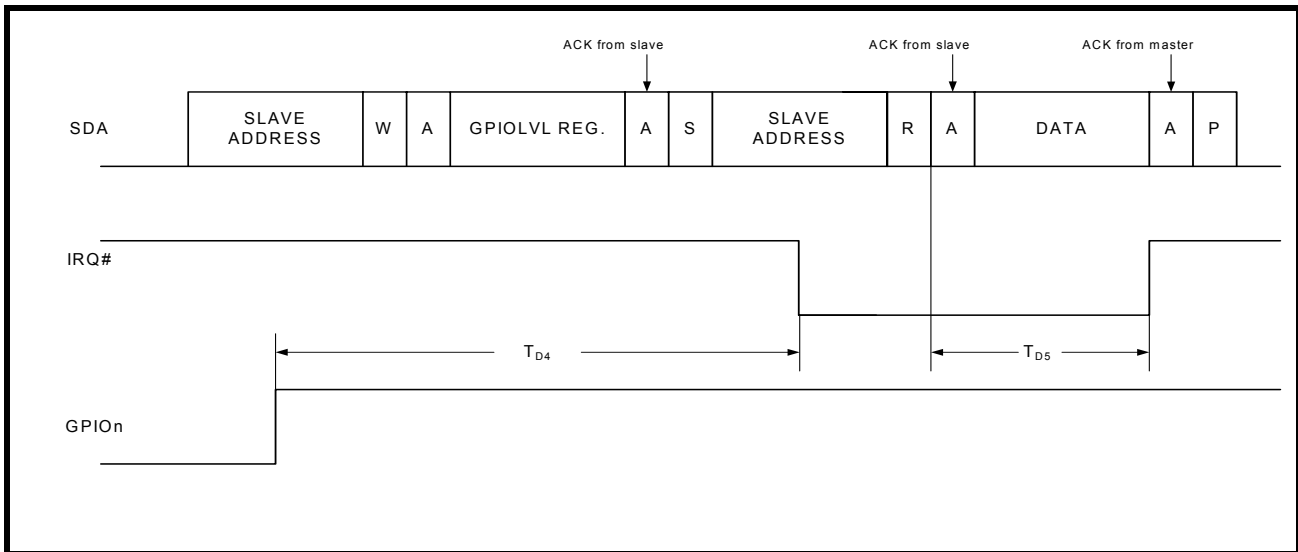 ACK from slave
ACK from slave
ACK from master
SDA
SLAVE
ADDRESS
W
A
GPIOLVL REG.
A
S
SLAVE
ADDRESS
R
A
DATA
A
P
IRQ#
TD4
TD5
GPIOn